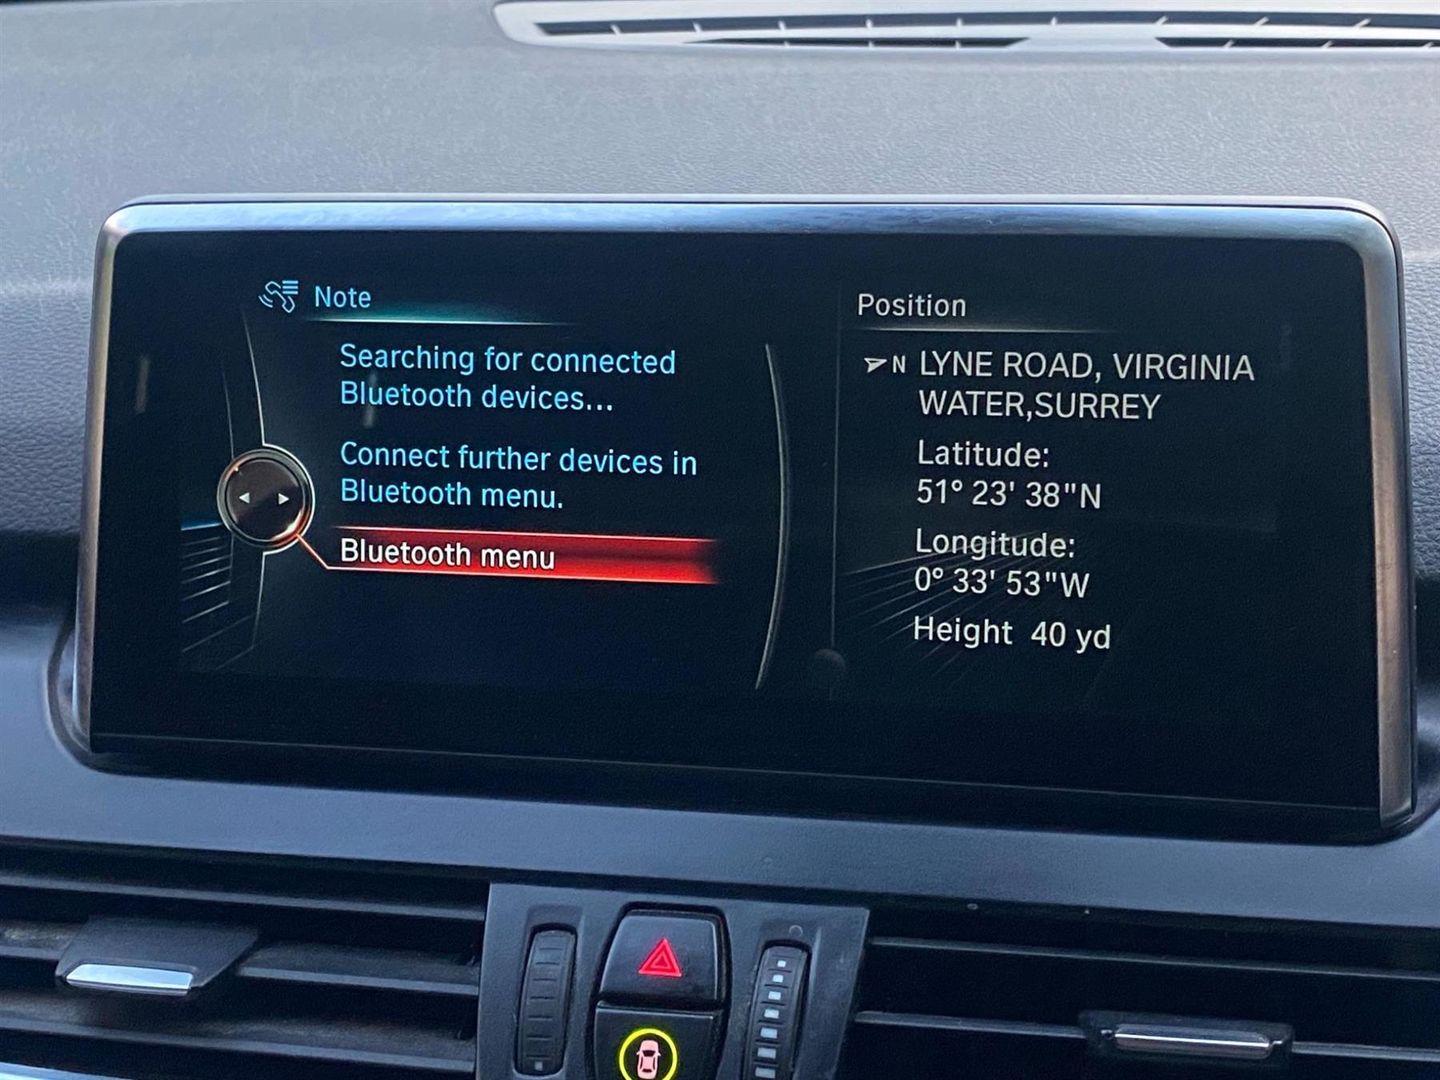 Note
Searching for connected
Bluetooth devices...
Connect further devices in
Bluetooth menu.
Bluetooth menu
Position
N LYNE ROAD, VIRGINIA
WATER,SURREY
Latitude:
51° 23' 38"N
Longitude:
0° 33' 53"W
Height 40 yd